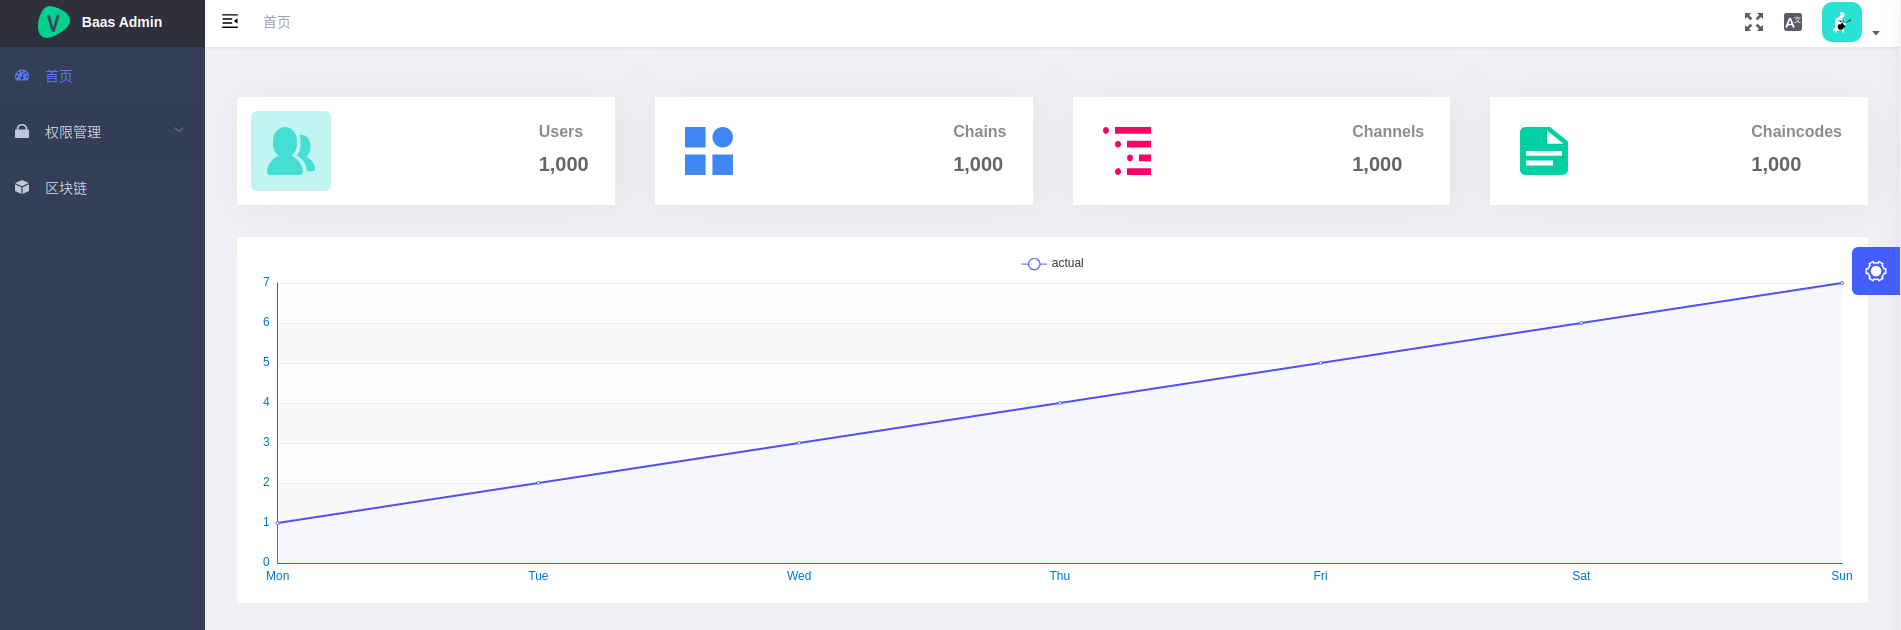 Baas Admin
首页
首页
权限管理
区块链
Users
1,000
Chains
1,000
Channels
1,000
Chaincodes
1,000
actual
7
6
5
4
3
2
1
0
Mon Tue Wed Thu Fri Sat Sun